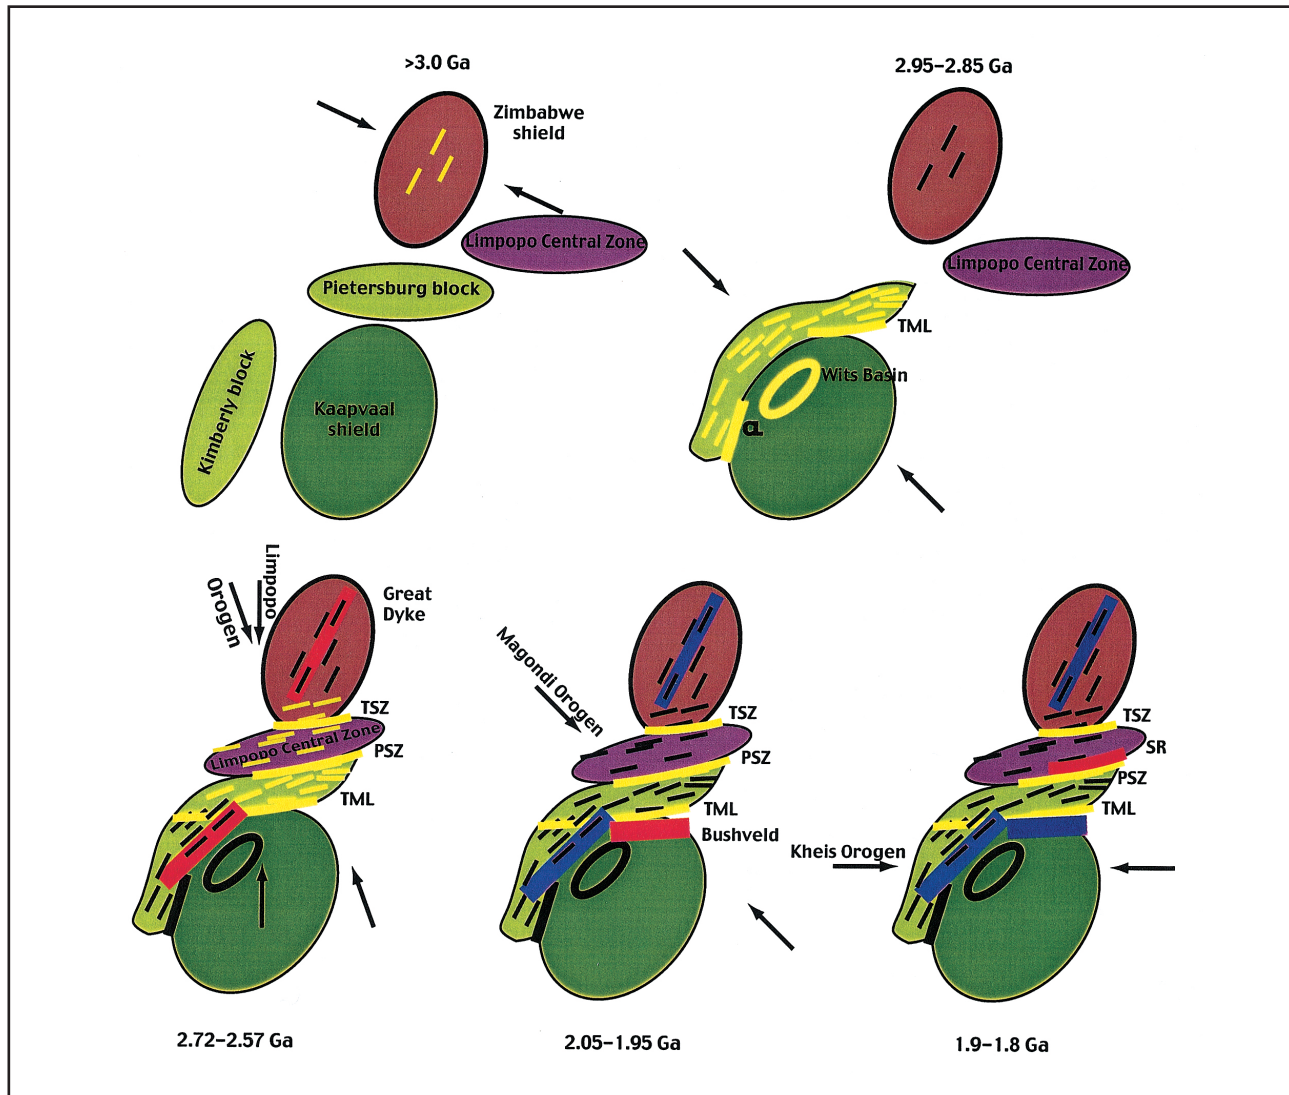 >3.0 Ga
2.95–2.85 Ga
Zimbabwe
shield
Limpopo Central Zone
Pietersburg block
Kimberly block
Kaapvaal
shield
Limpopo Central Zone
TML
Wits Basin
CL
Limpopo
Orogen
Great
Dyke
TSZ
Limpopo Central Zone
PSZ
TML
2.72–2.57 Ga
Magondi Orogen
TSZ
PSZ
TML
Bushveld
2.05–1.95 Ga
TSZ
SR
PSZ
TML
Kheis Orogen
1.9–1.8 Ga